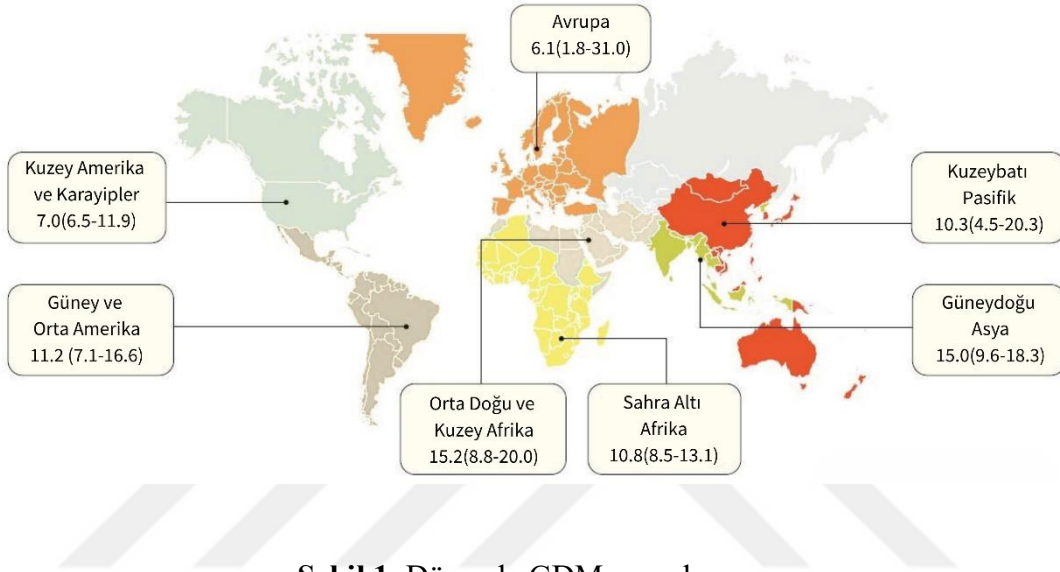 Avrupa
6.1(1.8-31.0)
Kuzey Amerika
ve Karayipler
7.0(6.5-11.9)
Kuzeybatı
Pasifik
10.3(4.5-20.3)
Güney ve
Orta Amerika
11.2 (7.1-16.6)
Güneydoğu
Asya
15.0(9.6-18.3)
Orta Doğu ve
Kuzey Afrika
15.2(8.8-20.0)
Sahra Altı
Afrika
10.8(8.5-13.1)